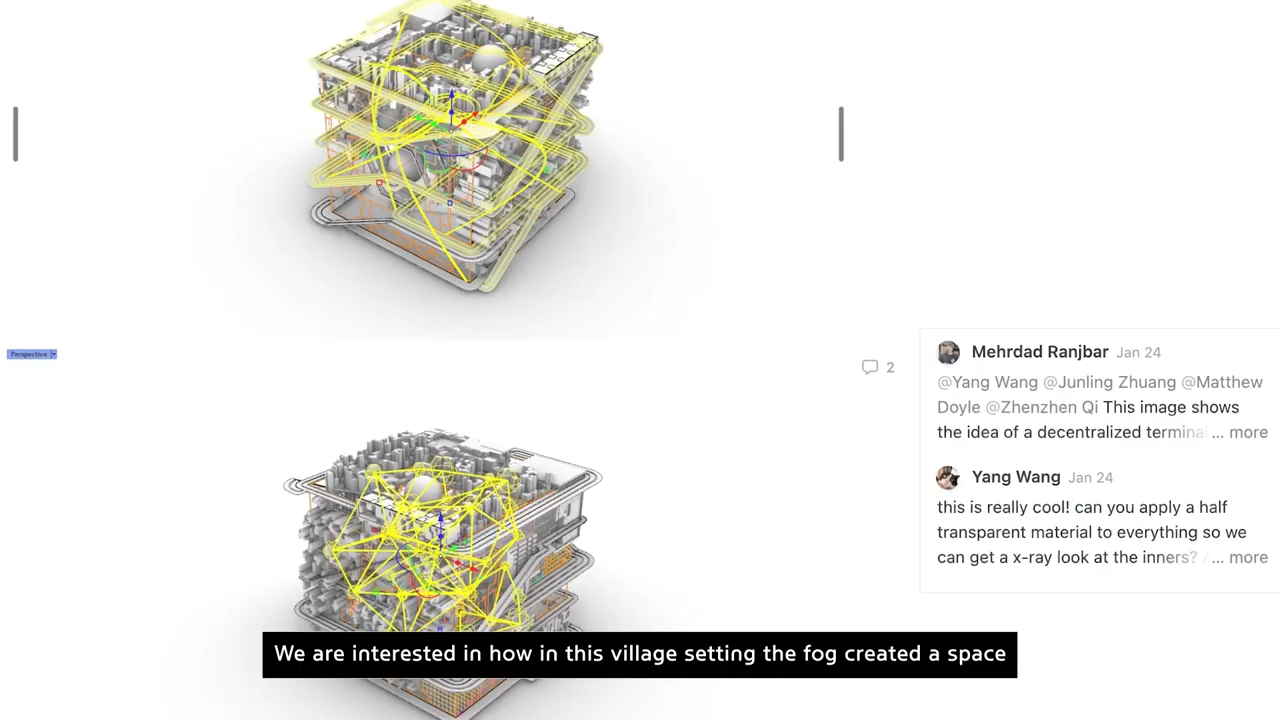 Perspective
2
Mehrdad Ranjbar Jan 24
@Yang Wang @Junling Zhuang @Matthew
Doyle @Zhenzhen Qi This image shows
the idea of a decentralized terminal ... more
Yang Wang Jan 24
this is really cool! can you apply a half
transparent material to everything so we
can get a x-ray look at the inners? ... more
We are interested in how in this village setting the fog created a space